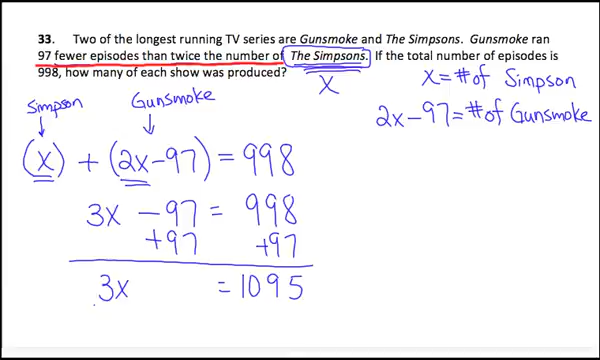 33. Two of the longest running TV series are Gunsmoke and The Simpsons. Gunsmoke ran
97 fewer episodes than twice the number of The Simpsons. If the total number of episodes is
998, how many of each show was produced?
x
x = # of Simpson
2x - 97 = # of Gunsmoke
Simpson Gunsmoke
(x) + (2x - 97) = 998
3x - 97 = 998
+97 +97
3x = 1095